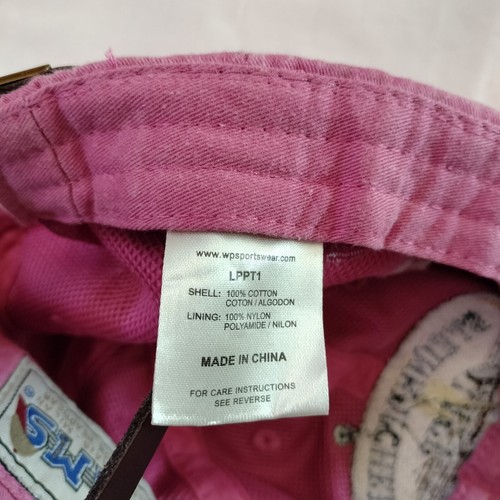 www.wpsportswear.com
LPPT1
SHELL: 100% COTTON
COTON / ALGODON
LINING: 100% NYLON
POLYAMIDE / NILON
MADE IN CHINA
FOR CARE INSTRUCTIONS
SEE REVERSE
MS